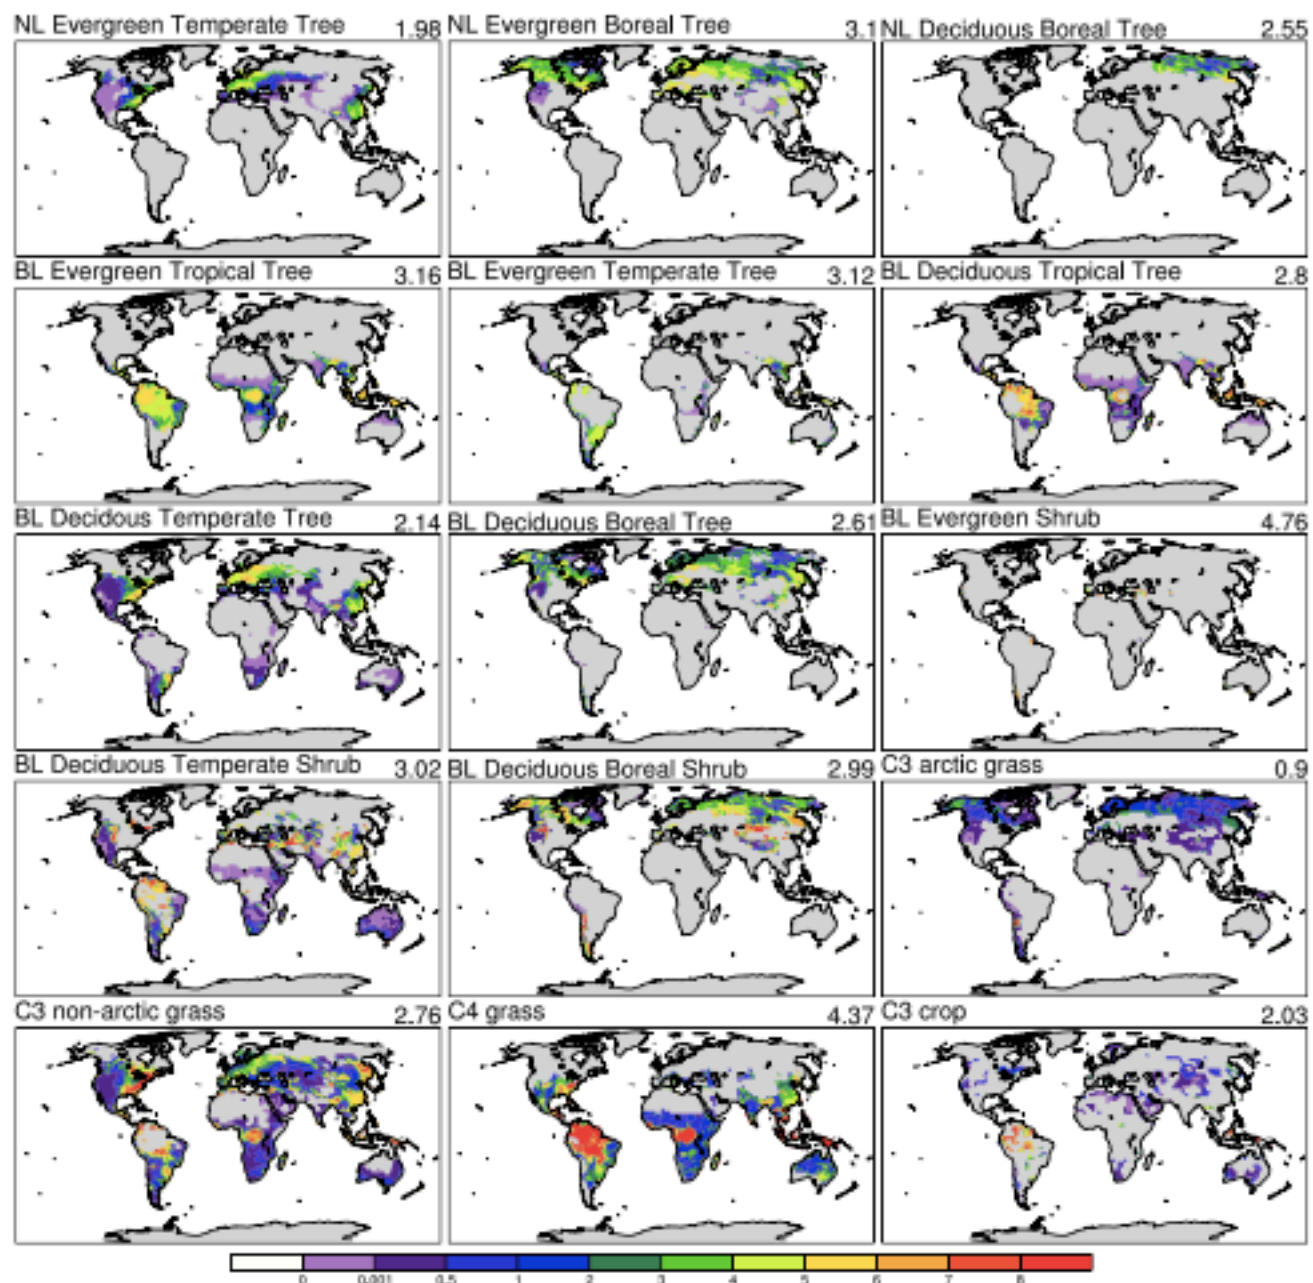 NL Evergreen Temperate Tree 1.98
NL Evergreen Boreal Tree 3.1
NL Deciduous Boreal Tree 2.55
BL Evergreen Tropical Tree 3.16
BL Evergreen Temperate Tree 3.12
BL Deciduous Tropical Tree 2.8
BL Decidous Temperate Tree 2.14
BL Deciduous Boreal Tree 2.61
BL Evergreen Shrub 4.76
BL Deciduous Temperate Shrub 3.02
BL Deciduous Boreal Shrub 2.99
C3 arctic grass 0.9
C3 non-arctic grass 2.76
C4 grass 4.37
C3 crop 2.03
0 0.001 0.5 1 2 3 4 5 6 7 8